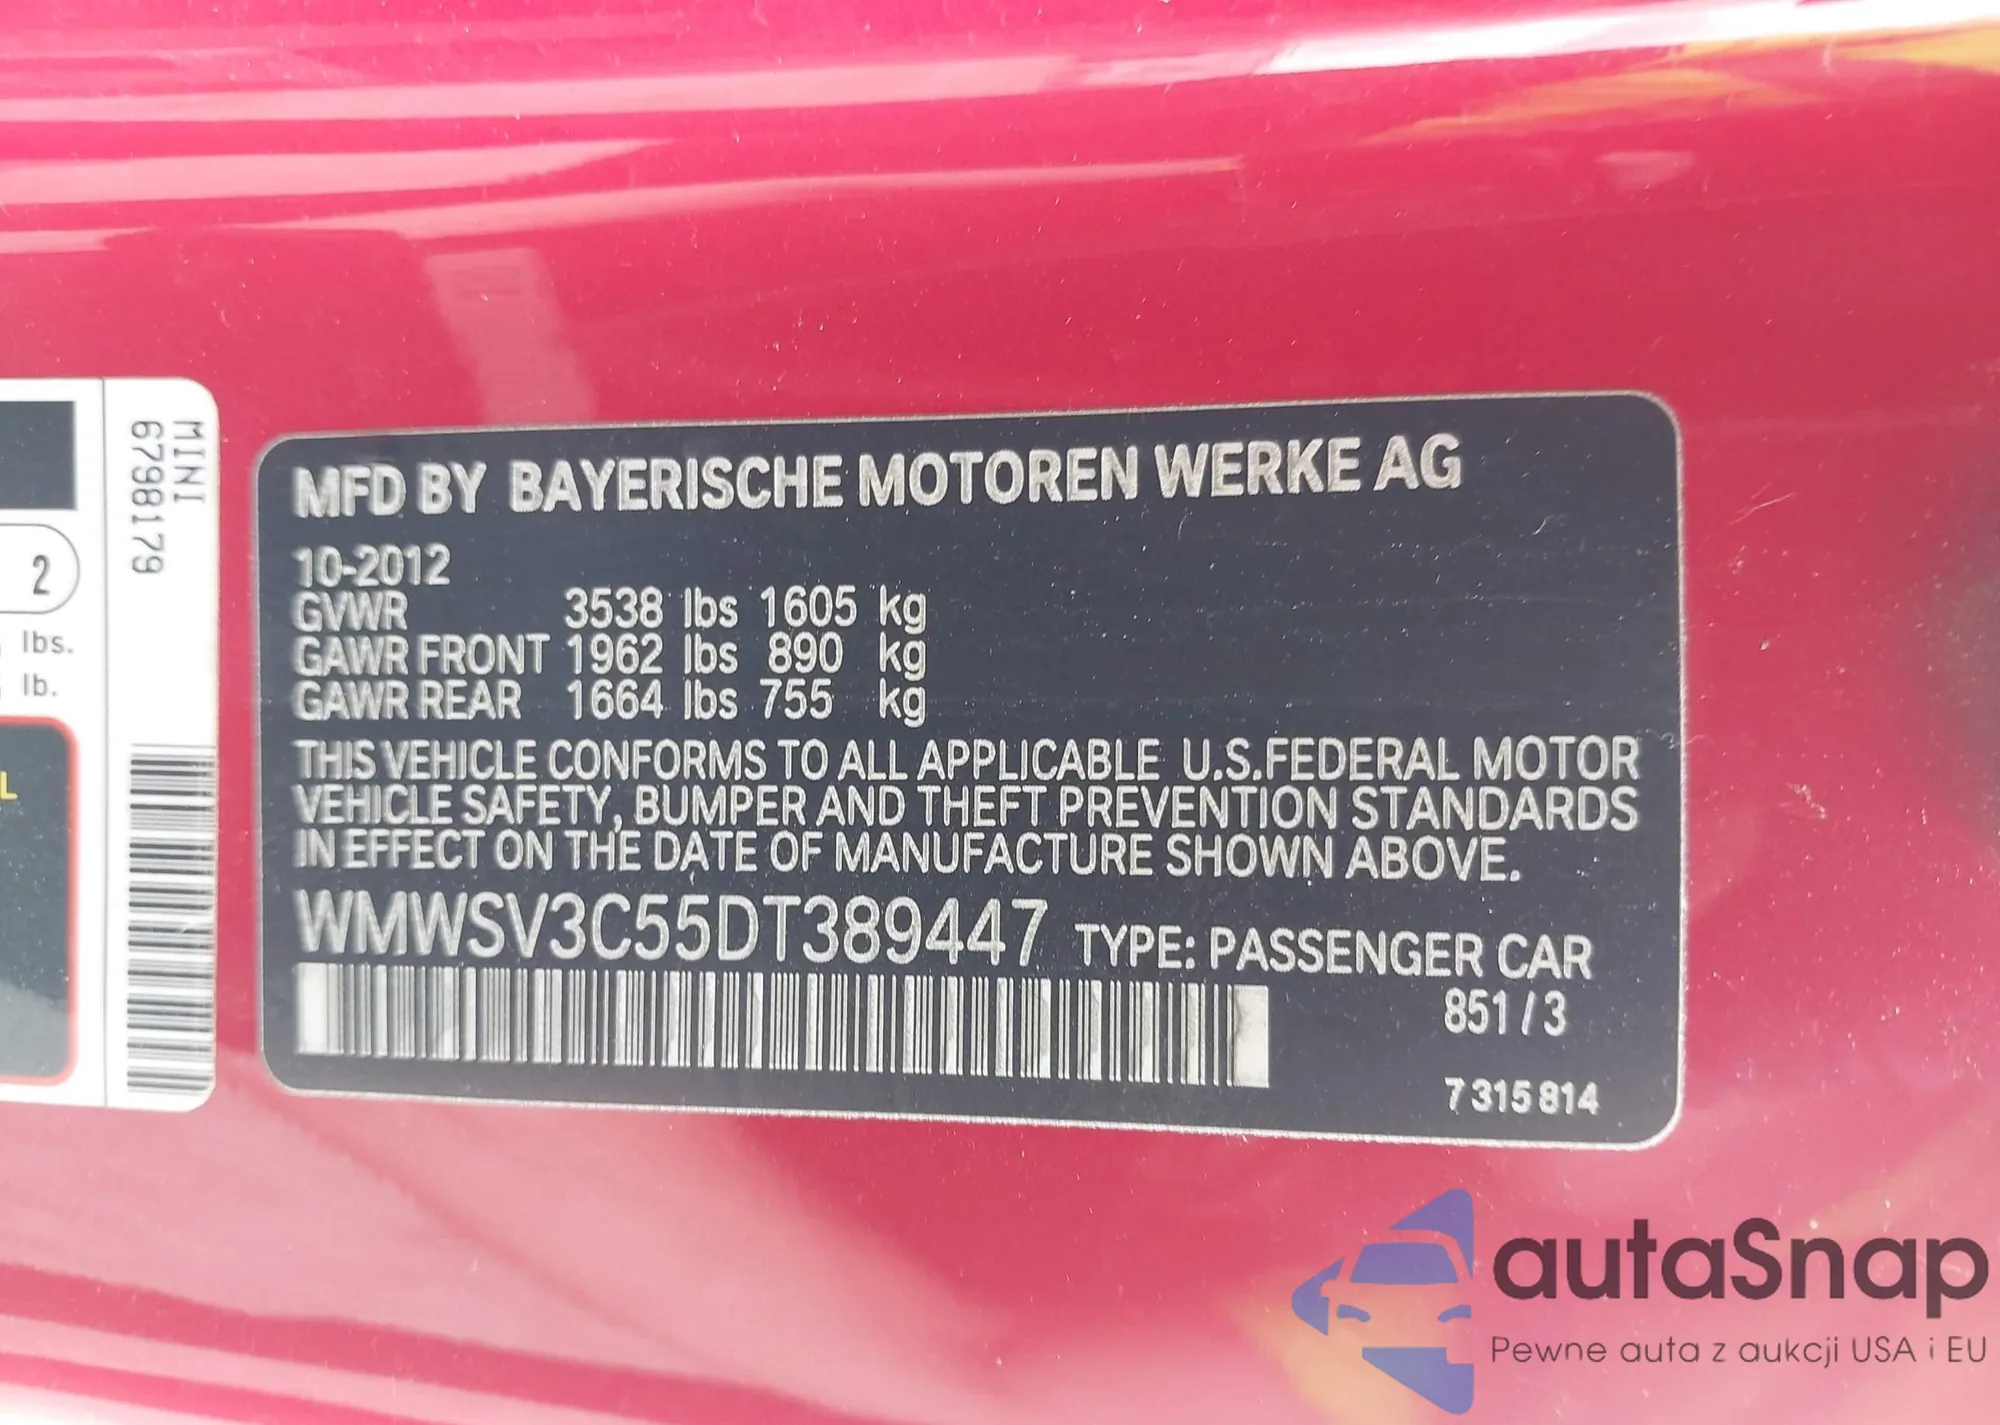 MINI
6798179
2
lbs.
lb.
L
MFD BY BAYERISCHE MOTOREN WERKE AG
10-2012
GVWR 3538 lbs 1605 kg
GAWR FRONT 1962 lbs 890 kg
GAWR REAR 1664 lbs 755 kg
THIS VEHICLE CONFORMS TO ALL APPLICABLE U.S.FEDERAL MOTOR
VEHICLE SAFETY, BUMPER AND THEFT PREVENTION STANDARDS
IN EFFECT ON THE DATE OF MANUFACTURE SHOWN ABOVE.
WMWSV3C55DT389447 TYPE: PASSENGER CAR
851/3
7 315 814
autaSnap
Pewne auta z aukcji USA i EU